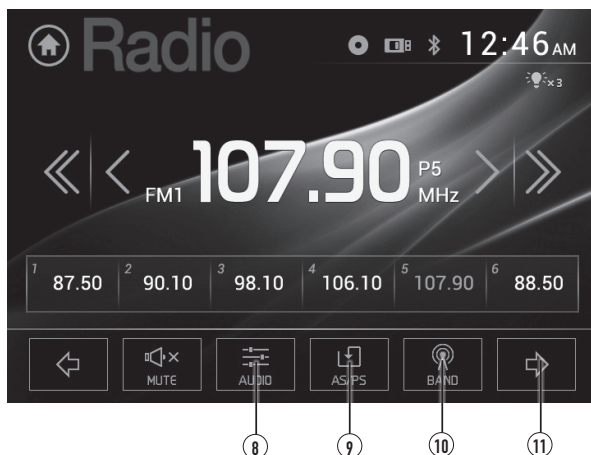 Radio
12:46AM
×3
FM1 107.90 P5 MHz
1 87.50 2 90.10 3 98.10 4 106.10 5 107.90 6 88.50
MUTE AUDIO AS/PS BAND
8 9 10 11